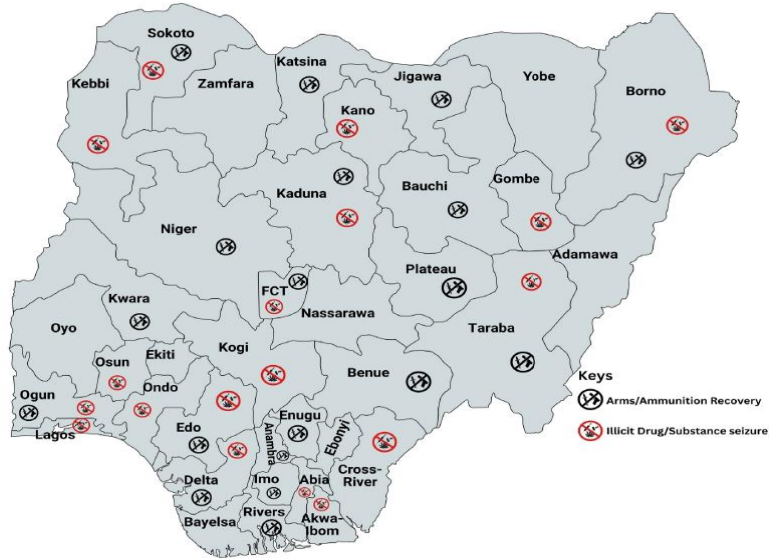 Sokoto
Katsina
Jigawa
Yobe
Kebbi
Zamfara
Borno
Kano
Kaduna
Bauchi
Gombe
Niger
Adamawa
Plateau
FCT
Nassarawa
Kwara
Oyo
Taraba
Kogi
Osun
Ekiti
Benue
Keys
Ogun
Ondo
Arms/Ammunition Recovery
Enugu
Edo
Anambra
Ebonyi
Illicit Drug/Substance seizure
Lagos
Cross-
River
Delta
Imo
Abia
Bayelsa
Rivers
Akwa-
Ibom